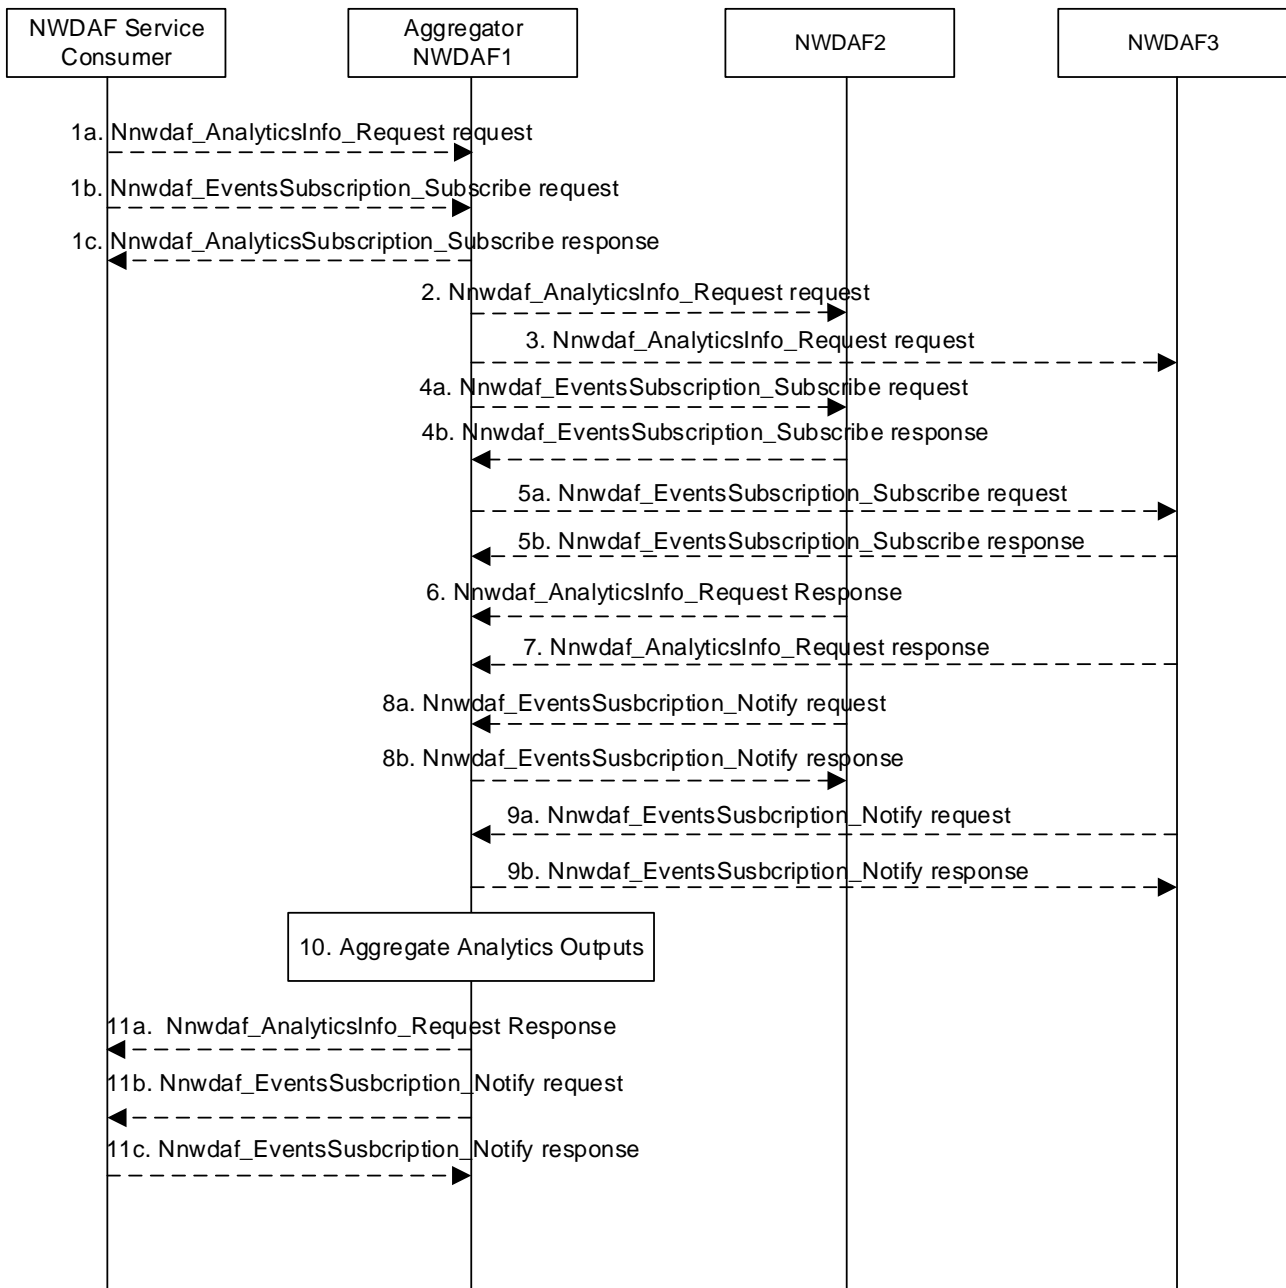 NWDAF Service
Consumer
Aggregator
NWDAF1
NWDAF2
NWDAF3
1a. Nnwdaf_AnalyticsInfo_Request request
1b. Nnwdaf_EventsSubscription_Subscribe request
1c. Nnwdaf_AnalyticsSubscription_Subscribe response
2. Nnwdaf_AnalyticsInfo_Request request
3. Nnwdaf_AnalyticsInfo_Request request
4a. Nnwdaf_EventsSubscription_Subscribe request
4b. Nnwdaf_EventsSubscription_Subscribe response
5a. Nnwdaf_EventsSubscription_Subscribe request
5b. Nnwdaf_EventsSubscription_Subscribe response
6. Nnwdaf_AnalyticsInfo_Request Response
7. Nnwdaf_AnalyticsInfo_Request response
8a. Nnwdaf_EventsSusbcription_Notify request
8b. Nnwdaf_EventsSusbcription_Notify response
9a. Nnwdaf_EventsSusbcription_Notify request
9b. Nnwdaf_EventsSusbcription_Notify response
10. Aggregate Analytics Outputs
11a. Nnwdaf_AnalyticsInfo_Request Response
11b. Nnwdaf_EventsSusbcription_Notify request
11c. Nnwdaf_EventsSusbcription_Notify response